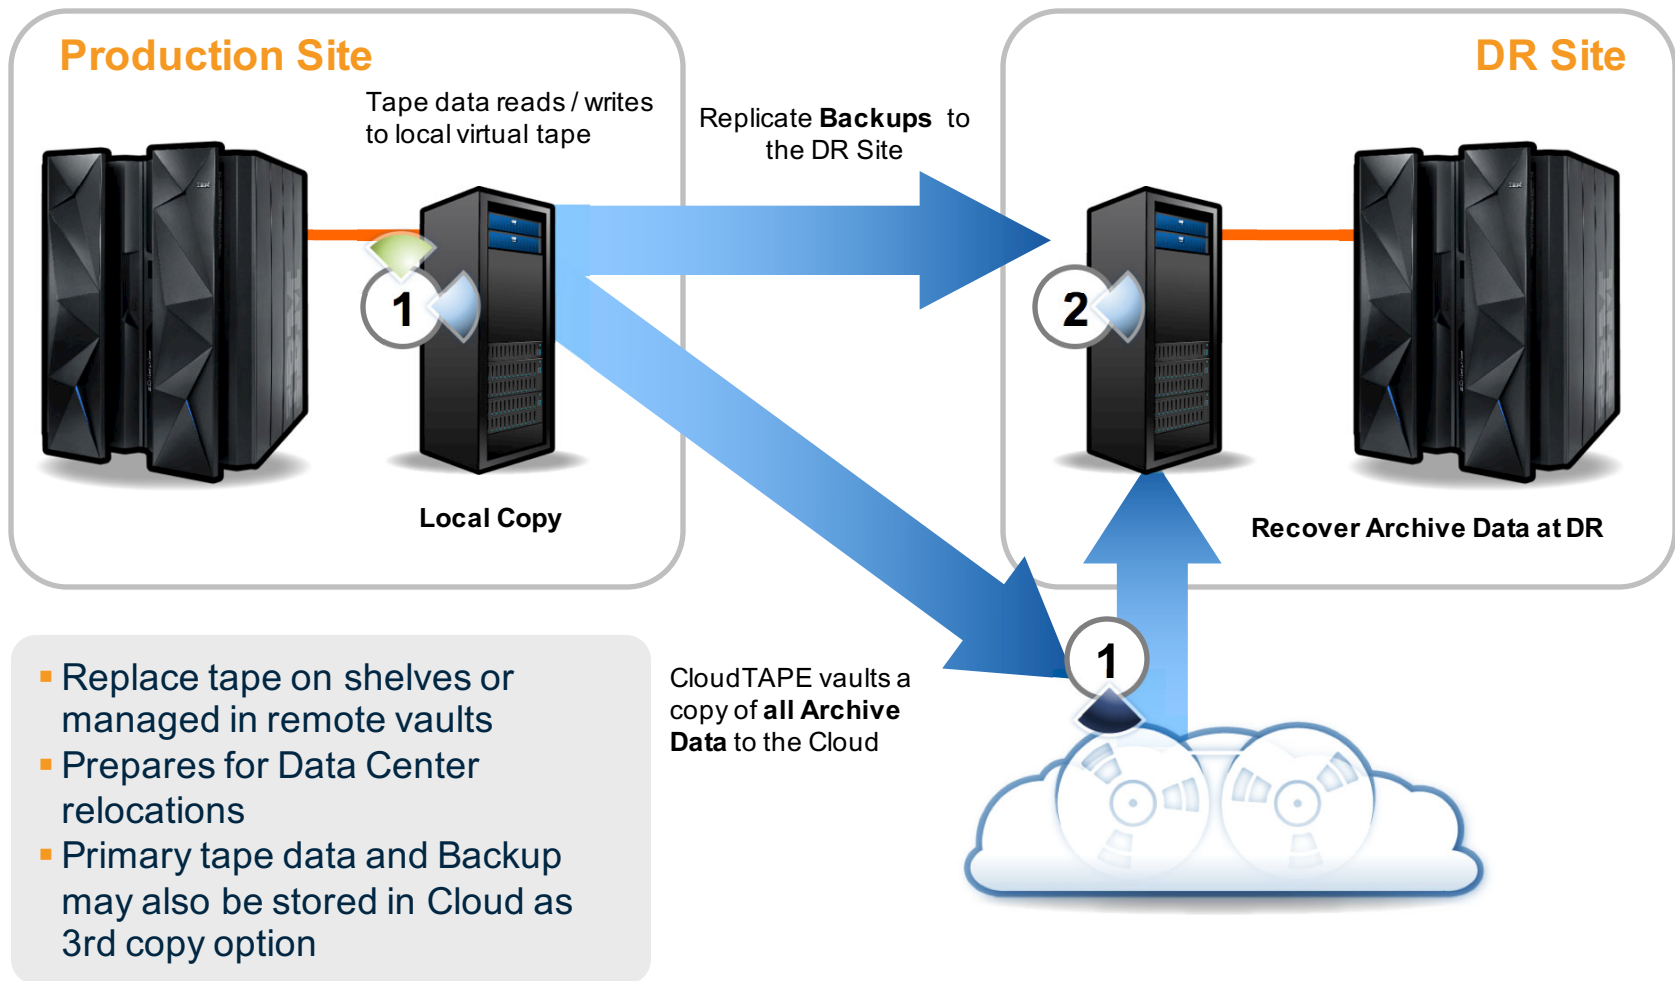 Production Site
Tape data reads / writes
to local virtual tape
1
Local Copy
Replicate Backups to
the DR Site
DR Site
IBM
2
IBM
Recover Archive Data at DR
Replace tape on shelves or
managed in remote vaults
Prepares for Data Center
relocations
Primary tape data and Backup
may also be stored in Cloud as
3rd copy option
CloudTAPE vaults a
copy of all Archive
Data to the Cloud
1